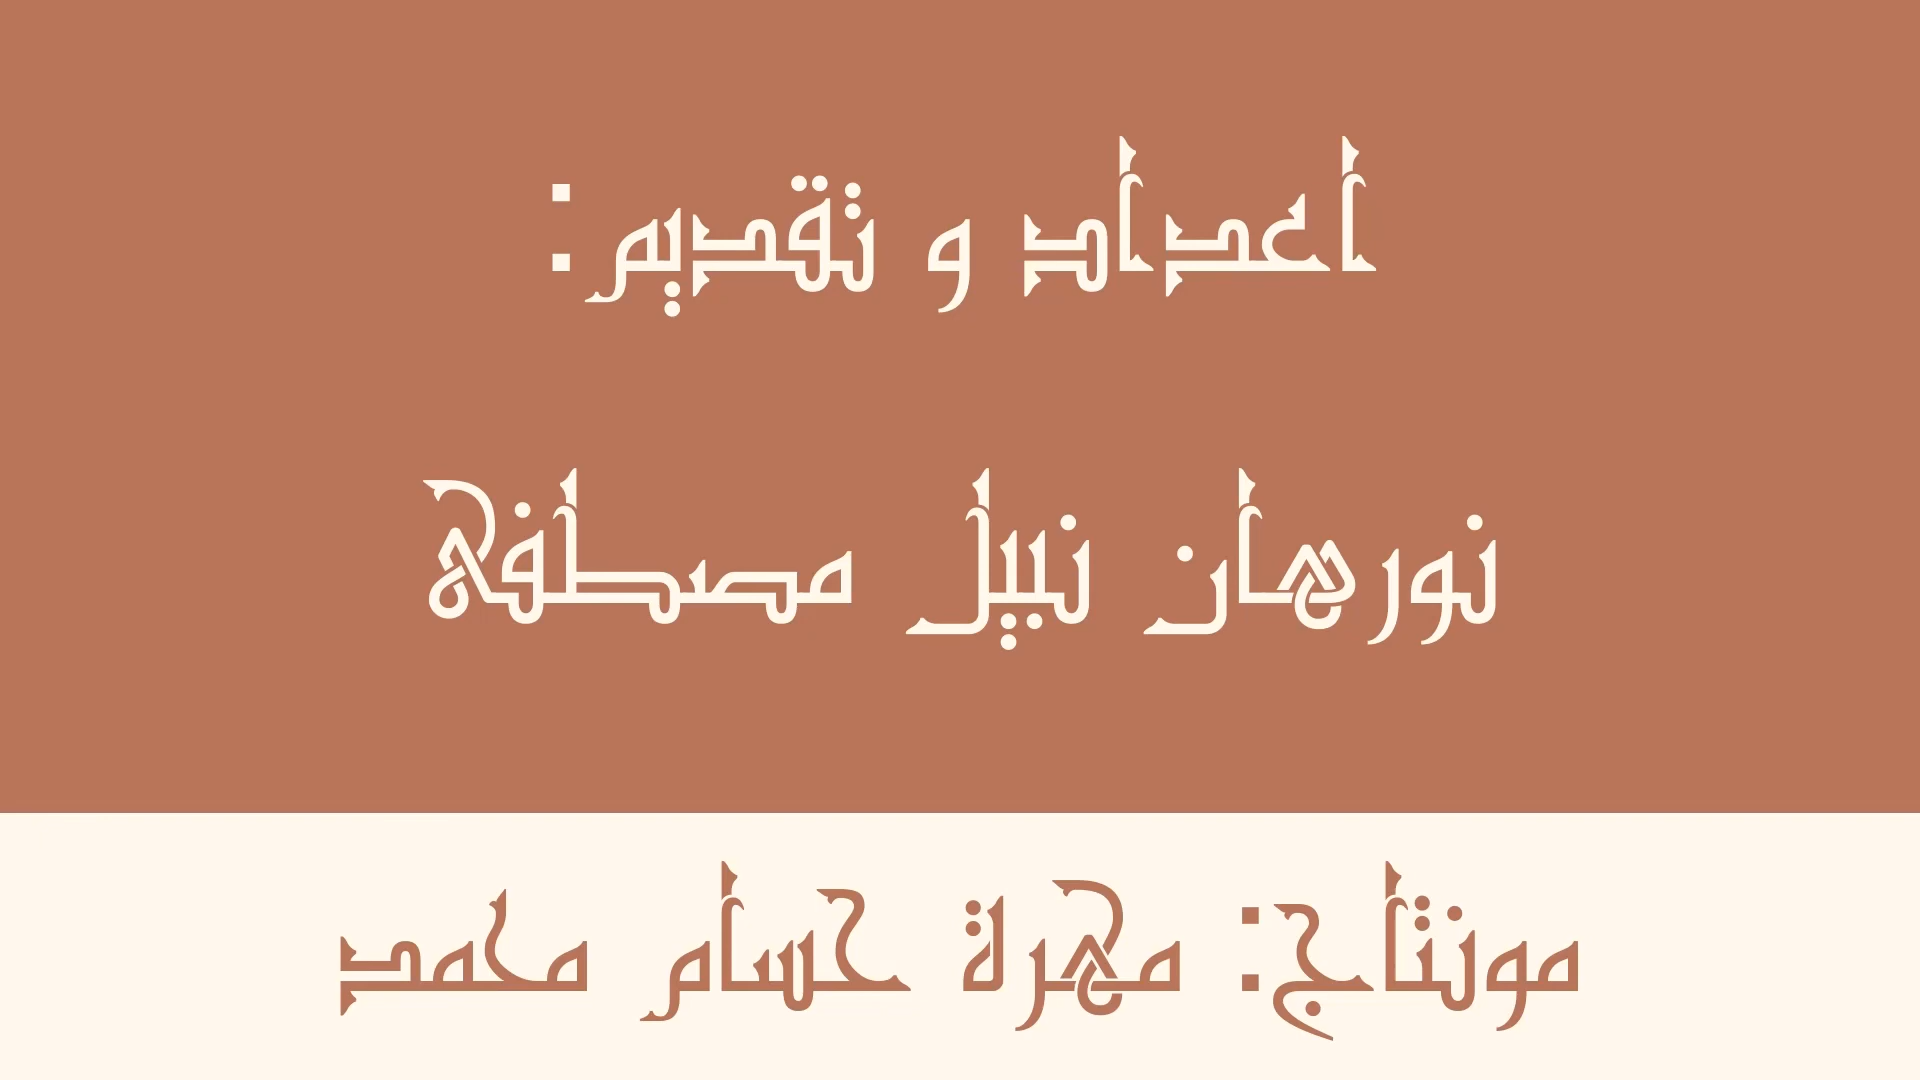 اعداد و تقديم:
نورهان نبيل مصطفى
مونتاج: مهرة حسام محمد